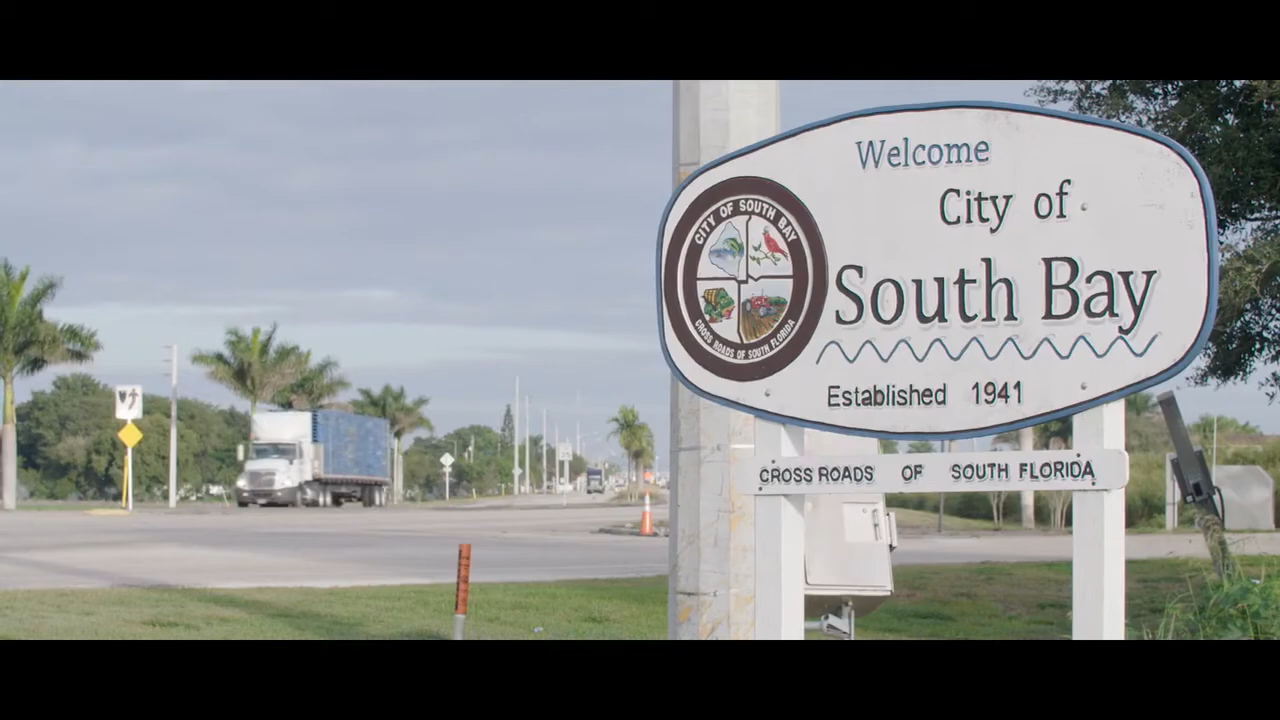 Welcome
City of
South Bay
CITY OF SOUTH BAY
CROSS ROADS OF SOUTH FLORIDA
Established 1941
CROSS ROADS OF SOUTH FLORIDA